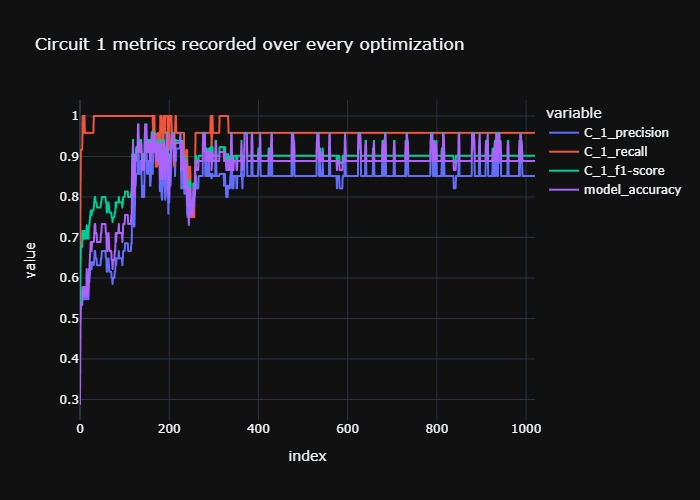 Circuit 1 metrics recorded over every optimization
variable
C_1_precision
C_1_recall
C_1_f1-score
model_accuracy
value
1
0.9
0.8
0.7
0.6
0.5
0.4
0.3
0 200 400 600 800 1000
index